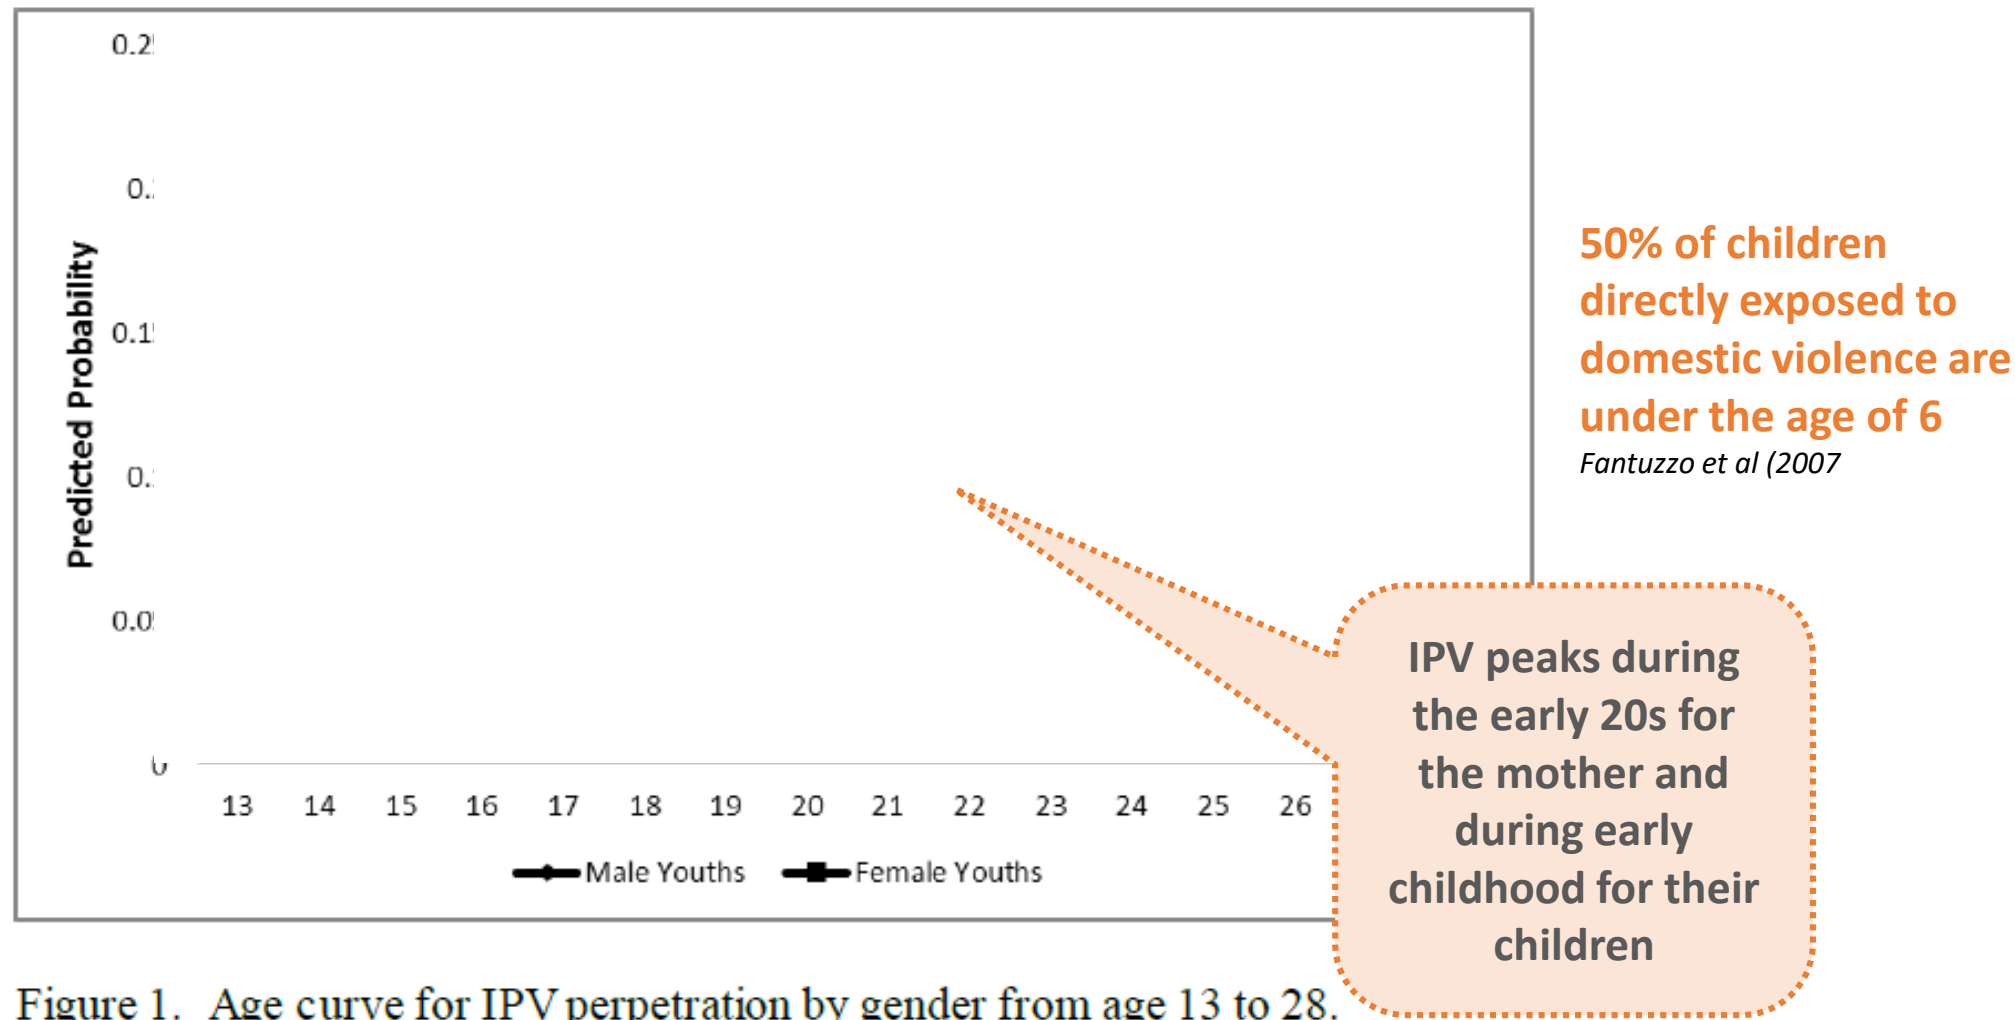 Predicted Probability
0.1
0
13 14 15 16 17 18 19 20 21 22 23 24 25 26
Male Youths Female Youths
50% of children
directly exposed to
domestic violence are
under the age of 6
Fantuzzo et al (2007
IPV peaks during
the early 20s for
the mother and
during early
childhood for their
children
Figure 1. Age curve for IPV perpetration by gender from age 13 to 28.